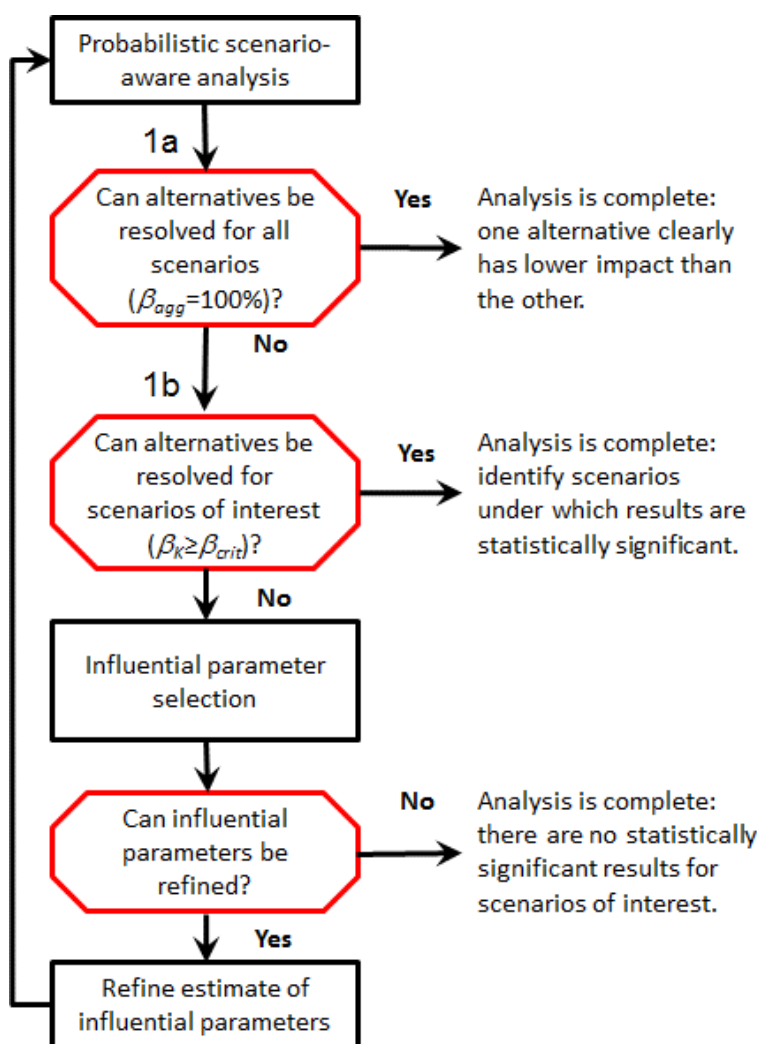 Probabilistic scenario-
aware analysis
1a
Can alternatives be
resolved for all
scenarios
(βagg=100%)?
Yes
Analysis is complete:
one alternative clearly
has lower impact than
the other.
No
1b
Can alternatives be
resolved for
scenarios of interest
(βK≥βcrit)?
Yes
Analysis is complete:
identify scenarios
under which results are
statistically significant.
No
Influential parameter
selection
Can influential
parameters be
refined?
No
Analysis is complete:
there are no statistically
significant results for
scenarios of interest.
Yes
Refine estimate of
influential parameters